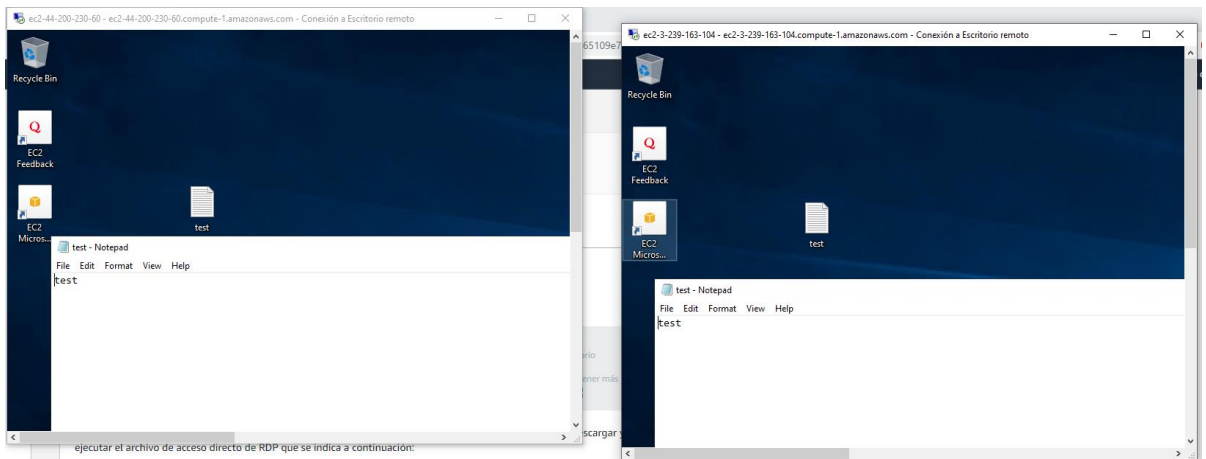 ec2-44-200-230-60 - ec2-44-200-230-60.compute-1.amazonaws.com - Conexión a Escritorio remoto
Recycle Bin
EC2
Feedback
EC2
Micros...
test
test - Notepad
File Edit Format View Help
test
65109e7
ec2-3-239-163-104 - ec2-3-239-163-104.compute-1.amazonaws.com - Conexión a Escritorio remoto
Recycle Bin
EC2
Feedback
EC2
Micros...
test
test - Notepad
File Edit Format View Help
test
ener más
scargar y
ejecutar el archivo de acceso directo de RDP que se indica a continuación: